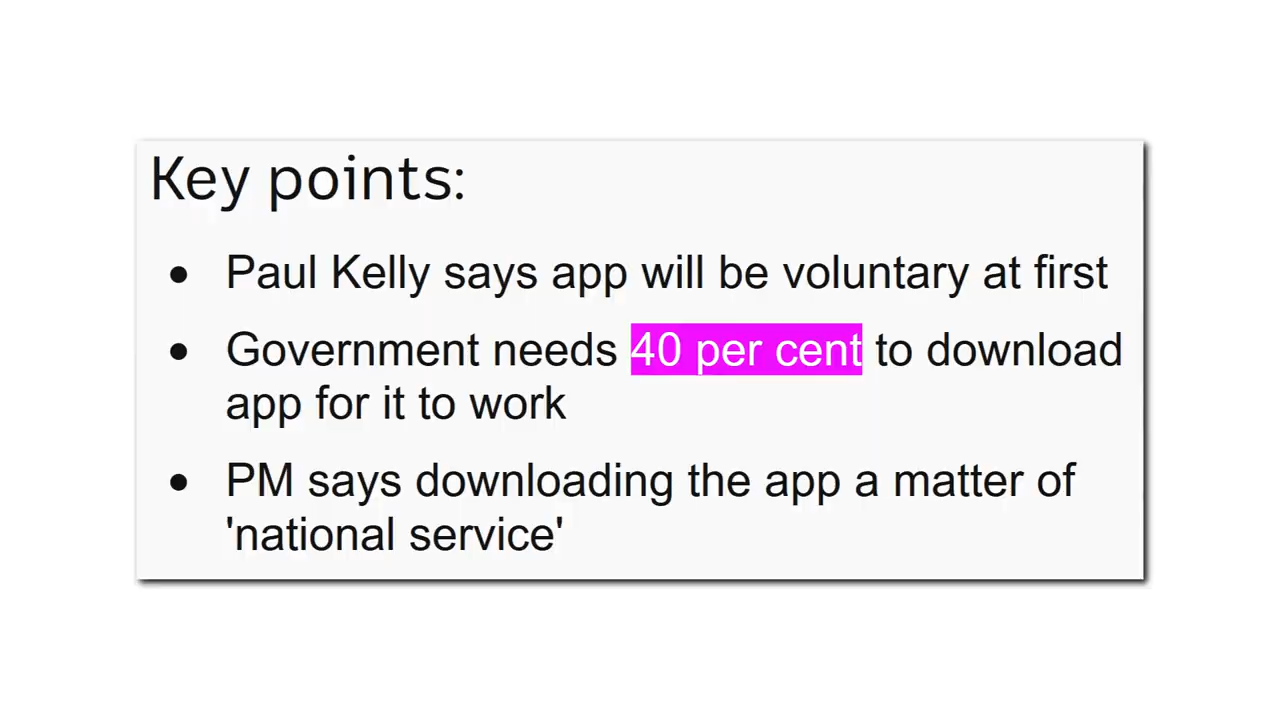 Key points:
• Paul Kelly says app will be voluntary at first
• Government needs 40 per cent to download
app for it to work
• PM says downloading the app a matter of
'national service'